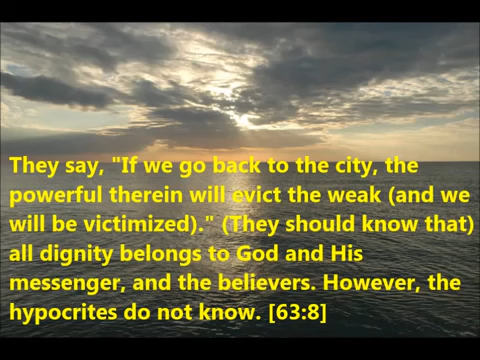 They say, "If we go back to the city, the
powerful therein will evict the weak (and we
will be victimized)." (They should know that)
all dignity belongs to God and His
messenger, and the believers. However, the
hypocrites do not know. [63:8]